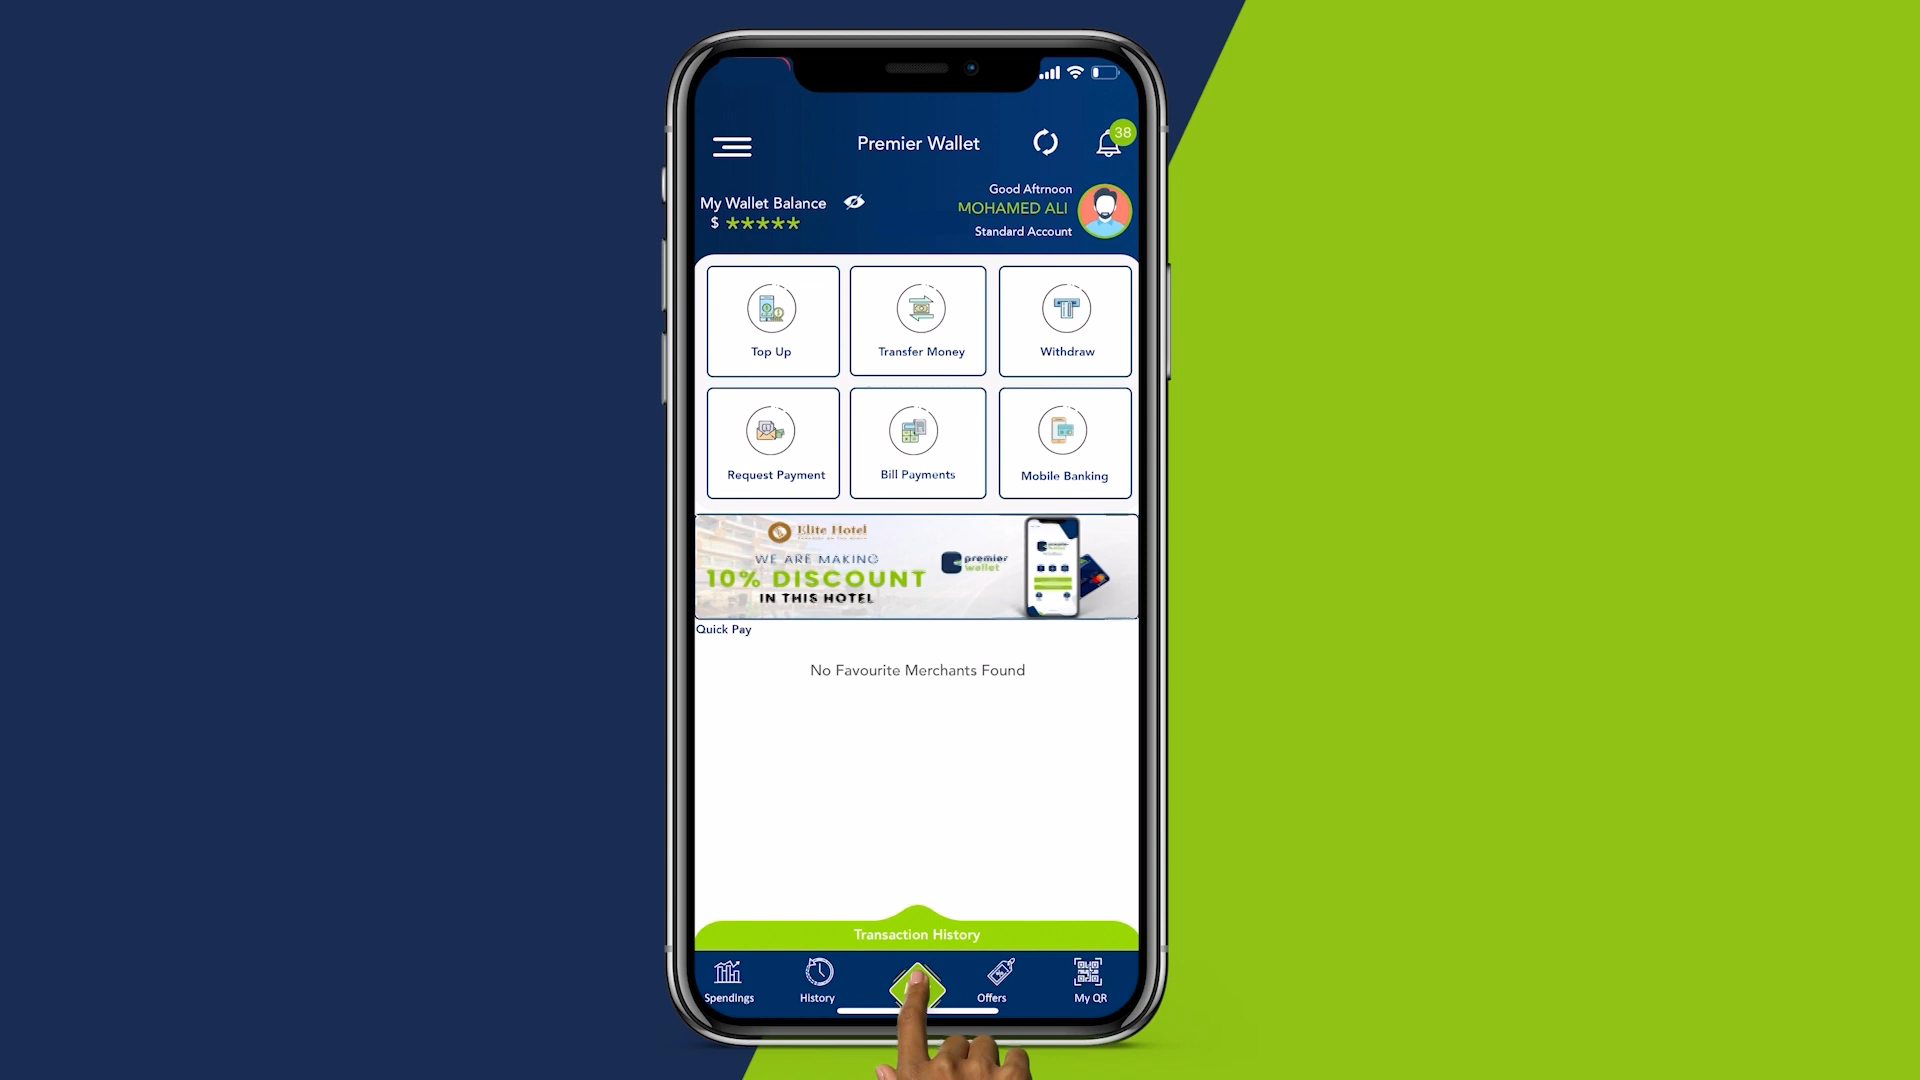 Premier Wallet
38
My Wallet Balance
$ *****
Good Aftrnoon
MOHAMED ALI
Standard Account
Top Up
Transfer Money
Withdraw
Request Payment
Bill Payments
Mobile Banking
Elite Hotel
WE ARE MAKING
10% DISCOUNT
IN THIS HOTEL
premier
wallet
Quick Pay
No Favourite Merchants Found
Transaction History
Spendings
History
Offers
My QR